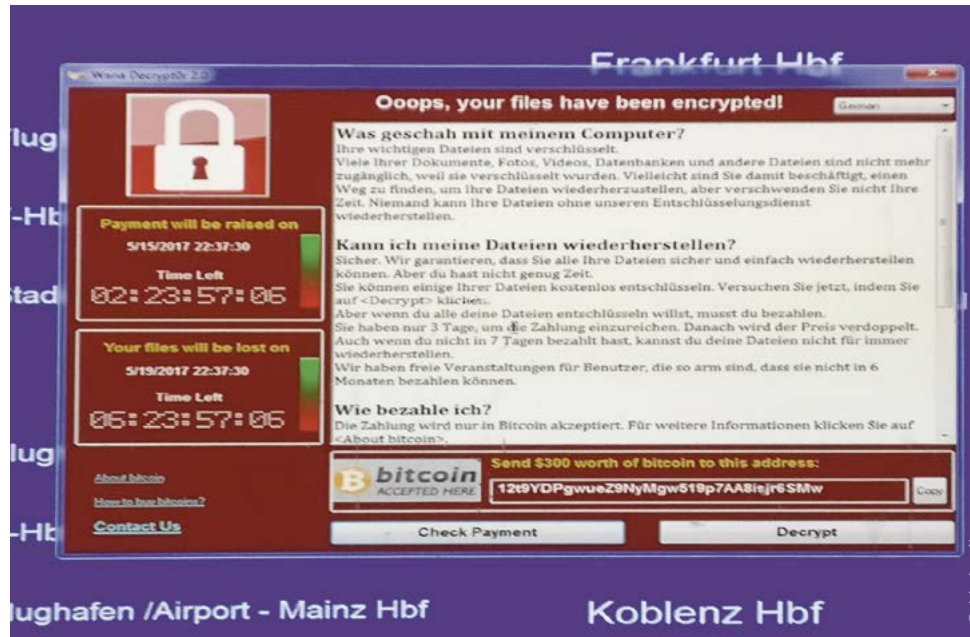 Frankfurt Hbf
Wana Decrypt0r 2.0
Ooops, your files have been encrypted!
German
Was geschah mit meinem Computer?
Ihre wichtigen Dateien sind verschlüsselt.
Viele Ihrer Dokumente, Fotos, Videos, Datenbanken und andere Dateien sind nicht mehr
zugänglich, weil sie verschlüsselt wurden. Vielleicht sind Sie damit beschäftigt, einen
Weg zu finden, um Ihre Dateien wiederherzustellen, aber verschwenden Sie nicht Ihre
Zeit. Niemand kann Ihre Dateien ohne unseren Entschlüsselungsdienst
wiederherstellen.
Kann ich meine Dateien wiederherstellen?
Sicher. Wir garantieren, dass Sie alle Ihre Dateien sicher und einfach wiederherstellen
können. Aber du hast nicht genug Zeit.
Sie können einige Ihrer Dateien kostenlos entschlüsseln. Versuchen Sie jetzt, indem Sie
auf <Decrypt> klicken.
Aber wenn du alle deine Dateien entschlüsseln willst, musst du bezahlen.
Sie haben nur 3 Tage, um die Zahlung einzureichen. Danach wird der Preis verdoppelt.
Auch wenn du nicht in 7 Tagen bezahlt hast, kannst du deine Dateien nicht für immer
wiederherstellen.
Wir haben freie Veranstaltungen für Benutzer, die so arm sind, dass sie nicht in 6
Monaten bezahlen können.
Wie bezahle ich?
Die Zahlung wird nur in Bitcoin akzeptiert. Für weitere Informationen klicken Sie auf
<About bitcoin>.
Payment will be raised on
5/15/2017 22:37:30
Time Left
02:23:57:06
Your files will be lost on
5/19/2017 22:37:30
Time Left
06:23:57:06
About bitcoin
How to buy bitcoins?
Contact Us
bitcoin
ACCEPTED HERE
Send $300 worth of bitcoin to this address:
12t9YDPgwueZ9NyMgw519p7AA8isjr6SMw
Copy
Check Payment
Decrypt
lug
-Hb
Stad
lug
-Hb
lughafen /Airport - Mainz Hbf
Koblenz Hbf